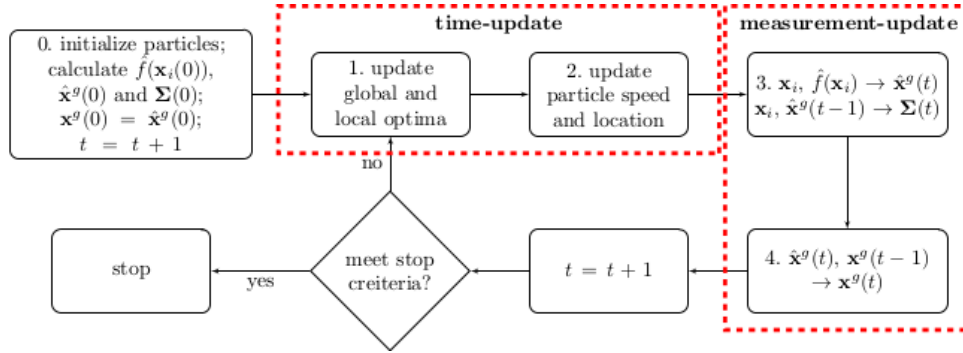 time-update
measurement-update
0. initialize particles;
calculate f̂(𝐱ᵢ(0)),
𝐱̂ᵍ(0) and 𝚺(0);
𝐱ᵍ(0) = 𝐱̂ᵍ(0);
t = t + 1
1. update
global and
local optima
2. update
particle speed
and location
3. 𝐱ᵢ, f̂(𝐱ᵢ) → 𝐱̂ᵍ(t)
𝐱ᵢ, 𝐱̂ᵍ(t−1) → 𝚺(t)
no
stop
yes
meet stop
creiteria?
t = t + 1
4. 𝐱̂ᵍ(t), 𝐱ᵍ(t − 1)
→ 𝐱ᵍ(t)